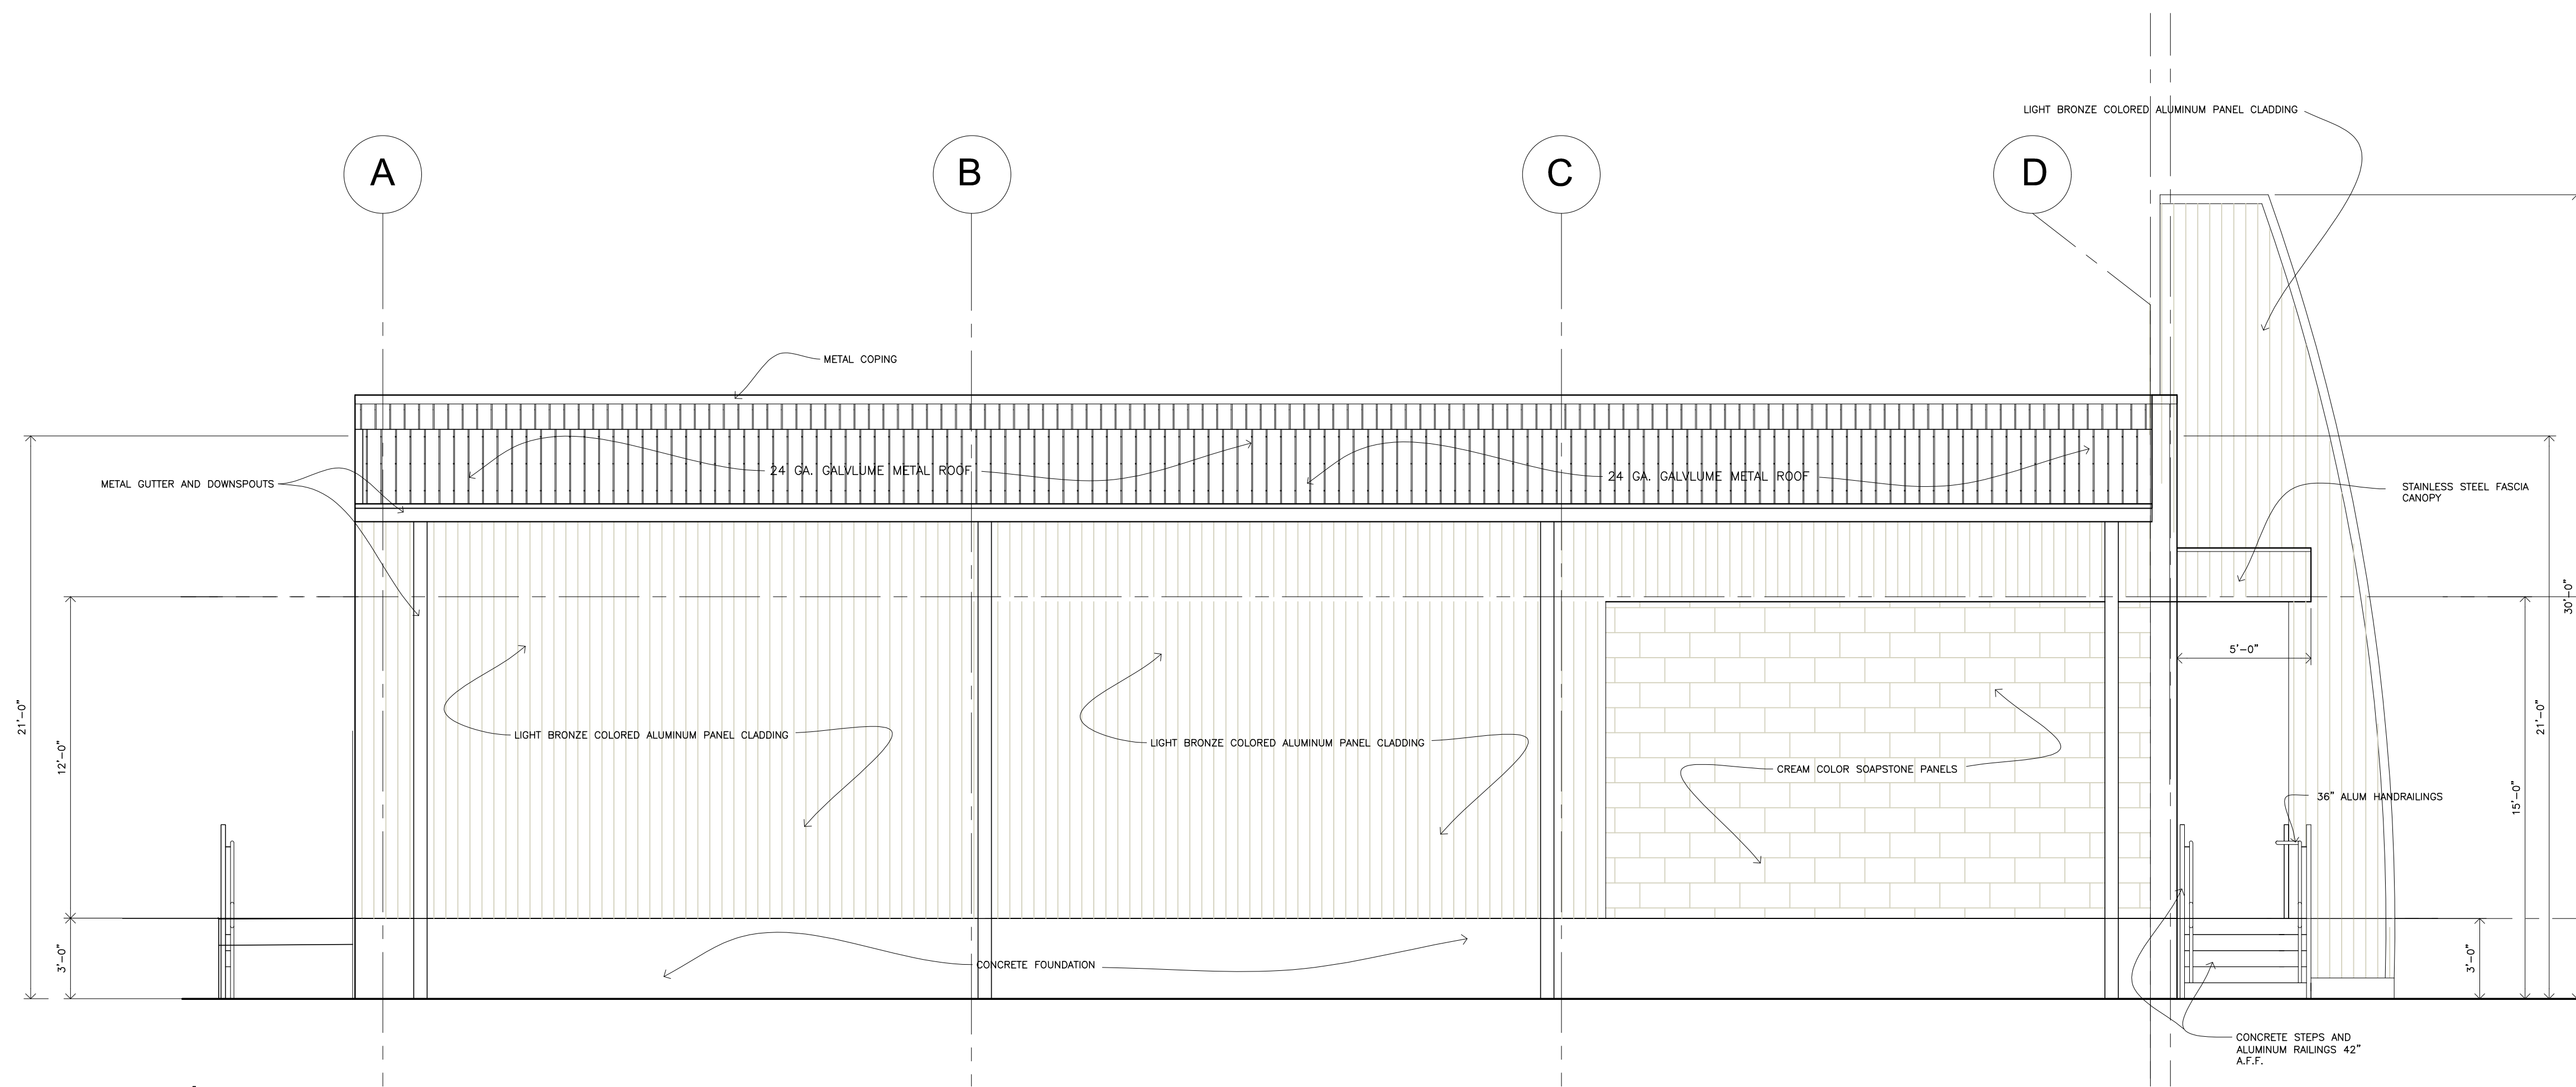 LIGHT BRONZE COLORED ALUMINUM PANEL CLADDING
A
B
C
D
METAL COPING
24 GA. GALVLUME METAL ROOF
24 GA. GALVLUME METAL ROOF
METAL GUTTER AND DOWNSPOUTS
STAINLESS STEEL FASCIA
CANOPY
30'-0"
5'-0"
21'-0"
12'-0"
21'-0"
LIGHT BRONZE COLORED ALUMINUM PANEL CLADDING
LIGHT BRONZE COLORED ALUMINUM PANEL CLADDING
CREAM COLOR SOAPSTONE PANELS
15'-0"
36" ALUM HANDRAILINGS
3'-0"
CONCRETE FOUNDATION
3'-0"
CONCRETE STEPS AND
ALUMINUM RAILINGS 42"
A.F.F.